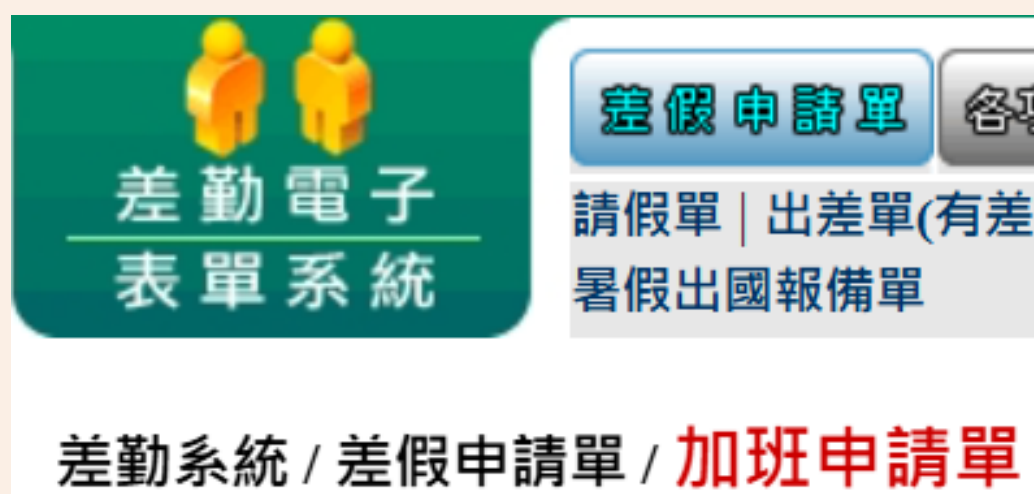 差勤電子
表單系統
差假申請單 各
請假單 | 出差單(有差
暑假出國報備單
差勤系統 / 差假申請單 / 加班申請單